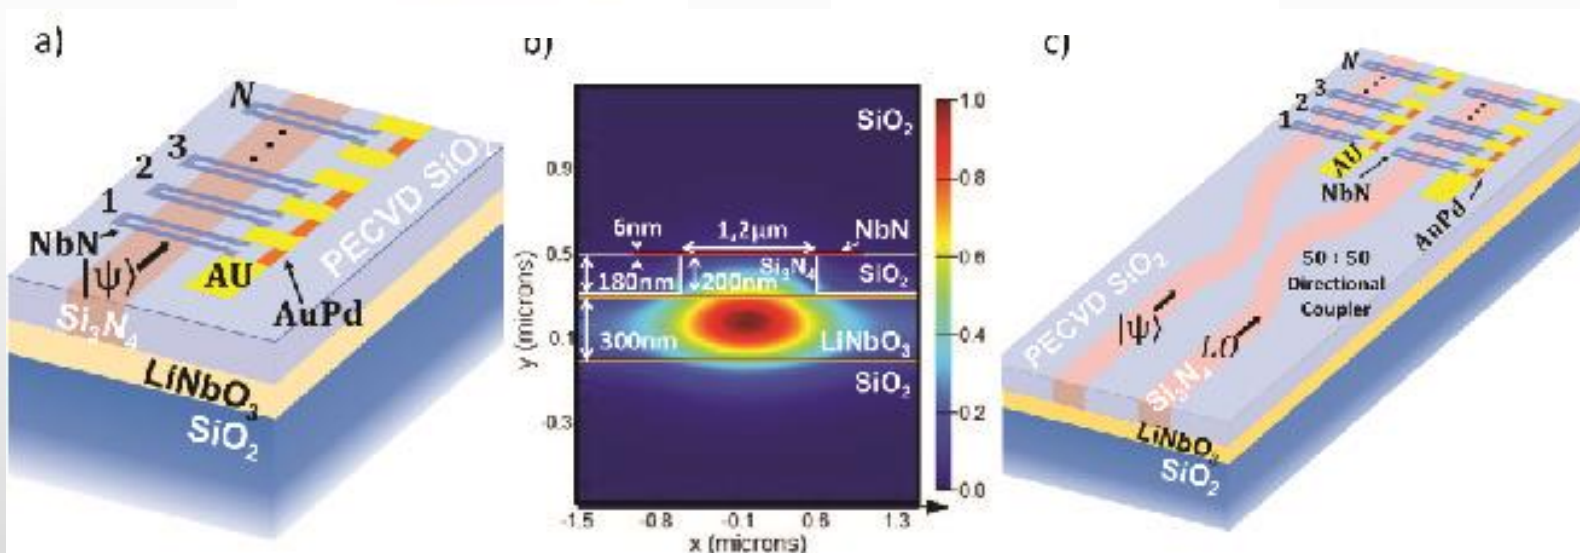 a)
N
3
2
1
NbN
|ψ⟩
AU
AuPd
PECVD SiO2
Si3N4
LiNbO3
SiO2
b)
SiO2
0.9
0.5
0.1
-0.3
y (microns)
6nm
1,2μm
NbN
Si3N4
SiO2
180nm
200nm
300nm
LiNbO3
SiO2
-1.5 -0.8 -0.1 0.6 1.3
x (microns)
1.0
0.8
0.6
0.4
0.2
0.0
c)
N
3
2
1
AU
NbN
AuPd
PECVD SiO2
50 : 50
Directional
Coupler
|ψ⟩
LO
Si3N4
LiNbO3
SiO2